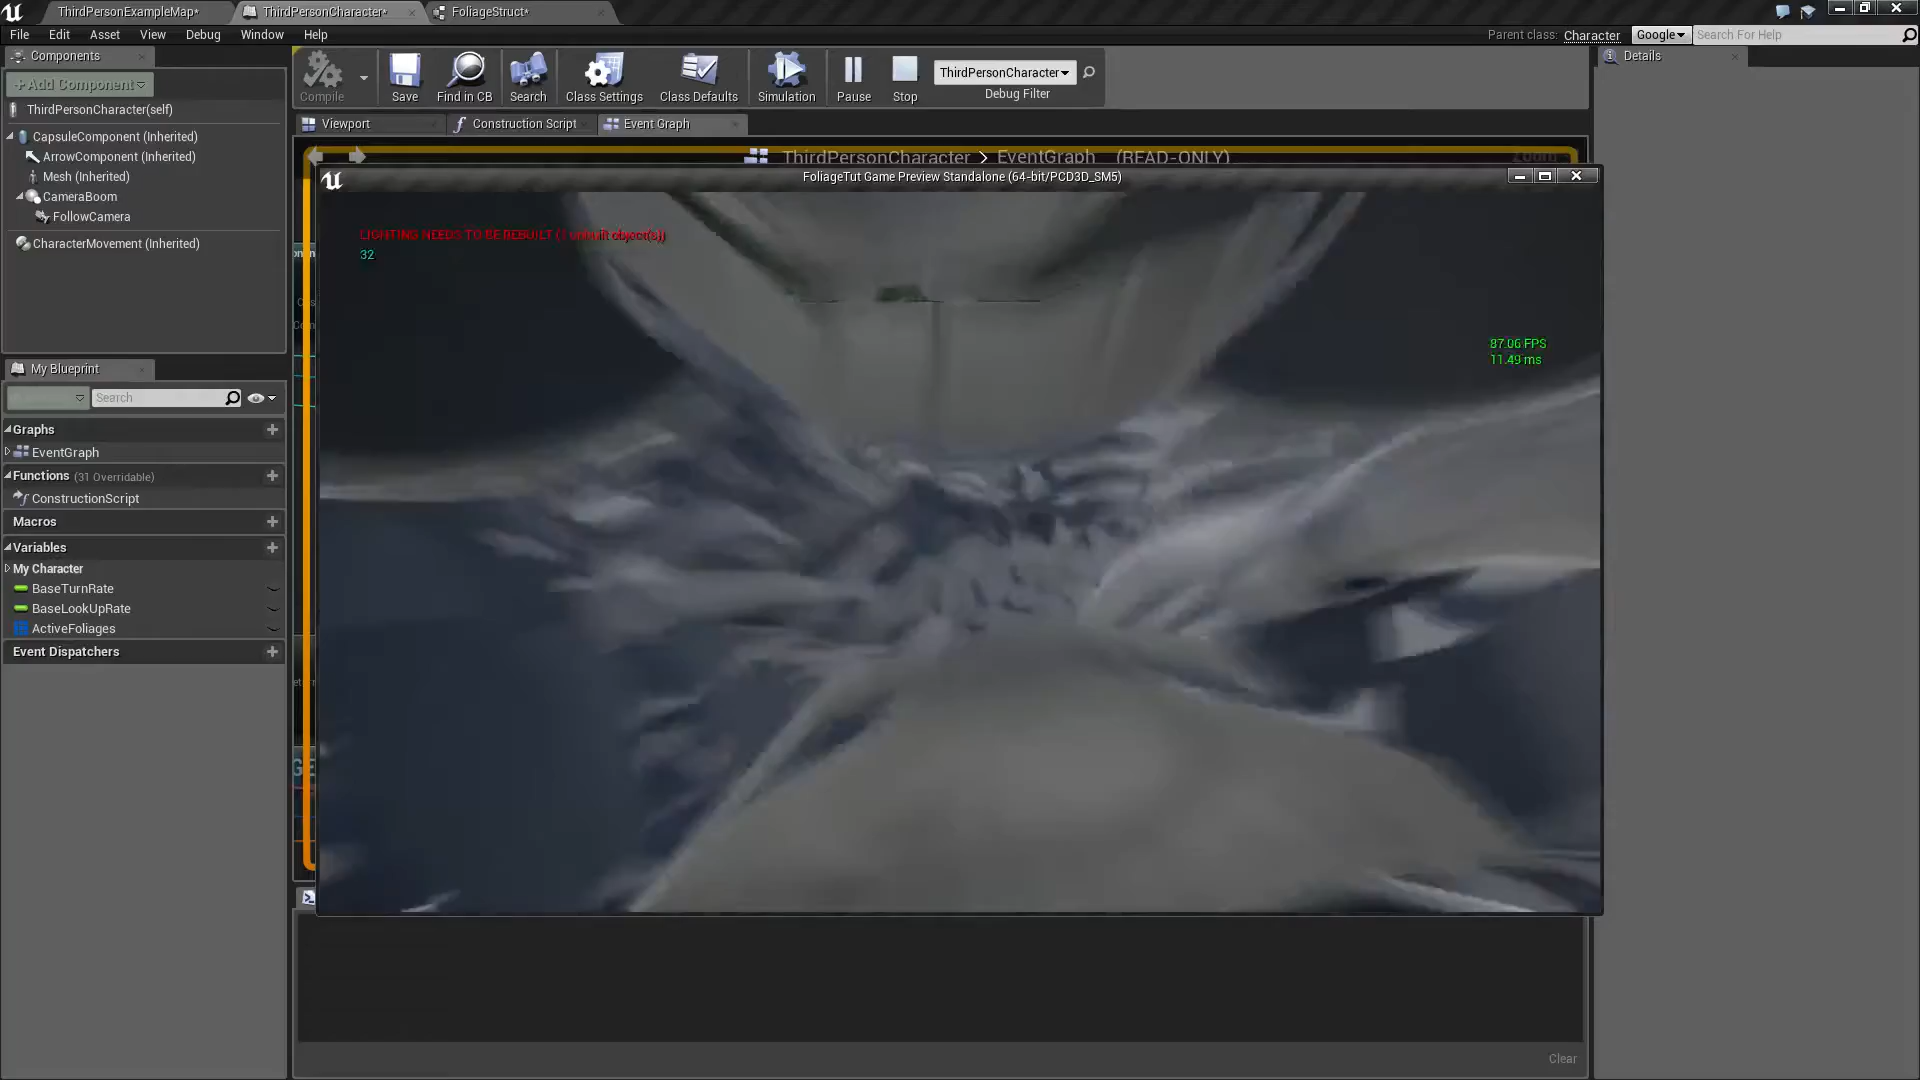 ThirdPersonExampleMap*
ThirdPersonCharacter*
FoliageStruct*
File Edit Asset View Debug Window Help
Parent class: Character
Google
Search For Help
Components
+Add Component
ThirdPersonCharacter(self)
CapsuleComponent (Inherited)
ArrowComponent (Inherited)
Mesh (Inherited)
CameraBoom
FollowCamera
CharacterMovement (Inherited)
Compile
Save
Find in CB
Search
Class Settings
Class Defaults
Simulation
Pause
Stop
ThirdPersonCharacter
Debug Filter
Details
Viewport
Construction Script
Event Graph
ThirdPersonCharacter > EventGraph (READ-ONLY)
Zoom
FoliageTut Game Preview Standalone (64-bit/PCD3D_SM5)
LIGHTING NEEDS TO BE REBUILT (1 unbuilt object(s))
32
87.06 FPS
11.49 ms
My Blueprint
Search
Graphs
EventGraph
Functions (31 Overridable)
ConstructionScript
Macros
Variables
My Character
BaseTurnRate
BaseLookUpRate
ActiveFoliages
Event Dispatchers
Clear